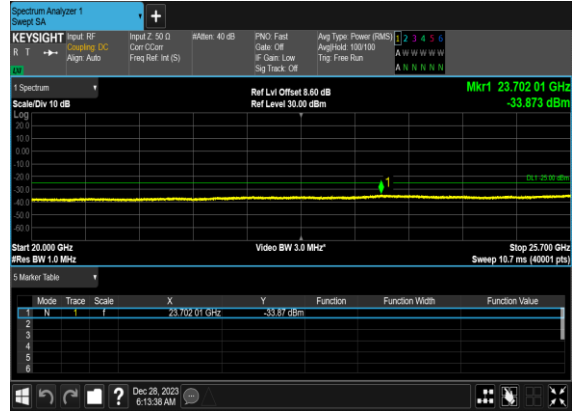 Spectrum Analyzer 1
Swept SA
KEYSIGHT Input: RF Input Z: 50 Ω #Atten: 40 dB PNO: Fast Avg Type: Power (RMS) 1 2 3 4 5 6
R T Coupling: DC Corr CCorr Gate: Off Avg|Hold: 100/100 A W W W W W
Align: Auto Freq Ref: Int (S) IF Gain: Low Trig: Free Run
Sig Track: Off A N N N N N
1 Spectrum Ref Lvl Offset 8.60 dB Mkr1 23.702 01 GHz
Scale/Div 10 dB Ref Level 30.00 dBm -33.873 dBm
Log
20.0
10.0
0.00
-10.0
-20.0
-30.0
-40.0
-50.0
-60.0
1
DL1 -25.00 dBm
Start 20.000 GHz Video BW 3.0 MHz* Stop 25.700 GHz
#Res BW 1.0 MHz Sweep 10.7 ms (40001 pts)
5 Marker Table
Mode Trace Scale X Y Function Function Width Function Value
1 N 1 f 23.702 01 GHz -33.87 dBm
2
3
4
5
6
Dec 28, 2023
6:13:38 AM